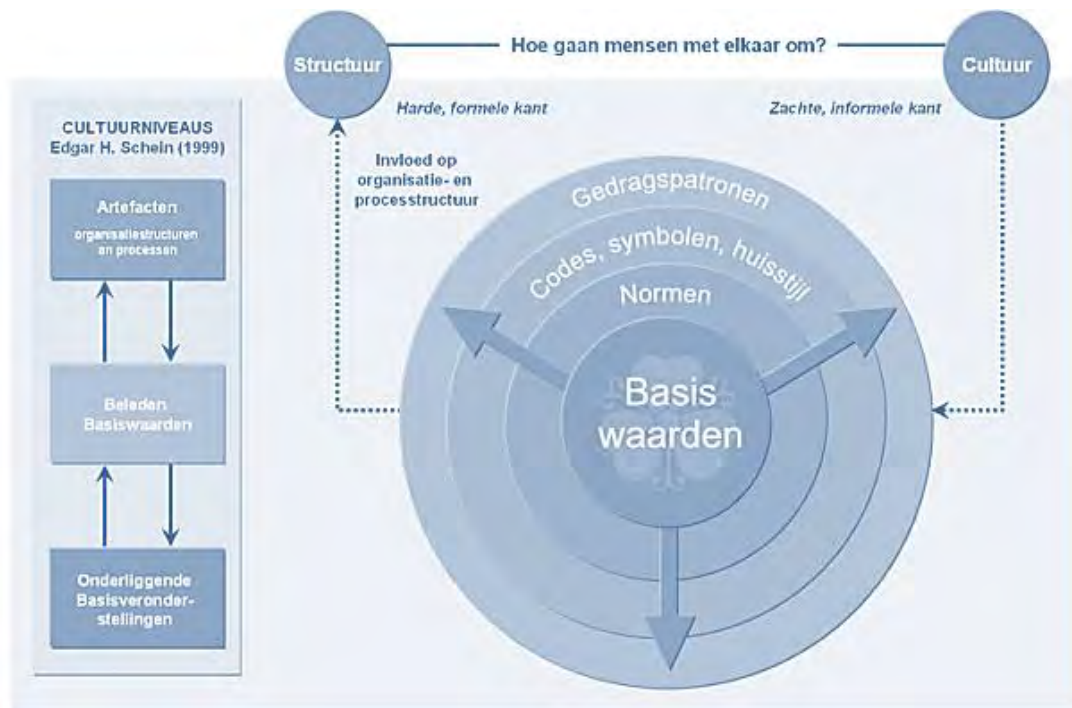 Hoe gaan mensen met elkaar om?
Structuur
Cultuur
Harde, formele kant
Zachte, informele kant
CULTUURNIVEAUS
Edgar H. Schein (1999)
Artefacten
organisatiestructuren
en processen
Beleden
Basiswaarden
Onderliggende
Basisveronder-
stellingen
Invloed op
organisatie- en
processtructuur
Gedragspatronen
Codes, symbolen, huisstijl
Normen
Basis
waarden